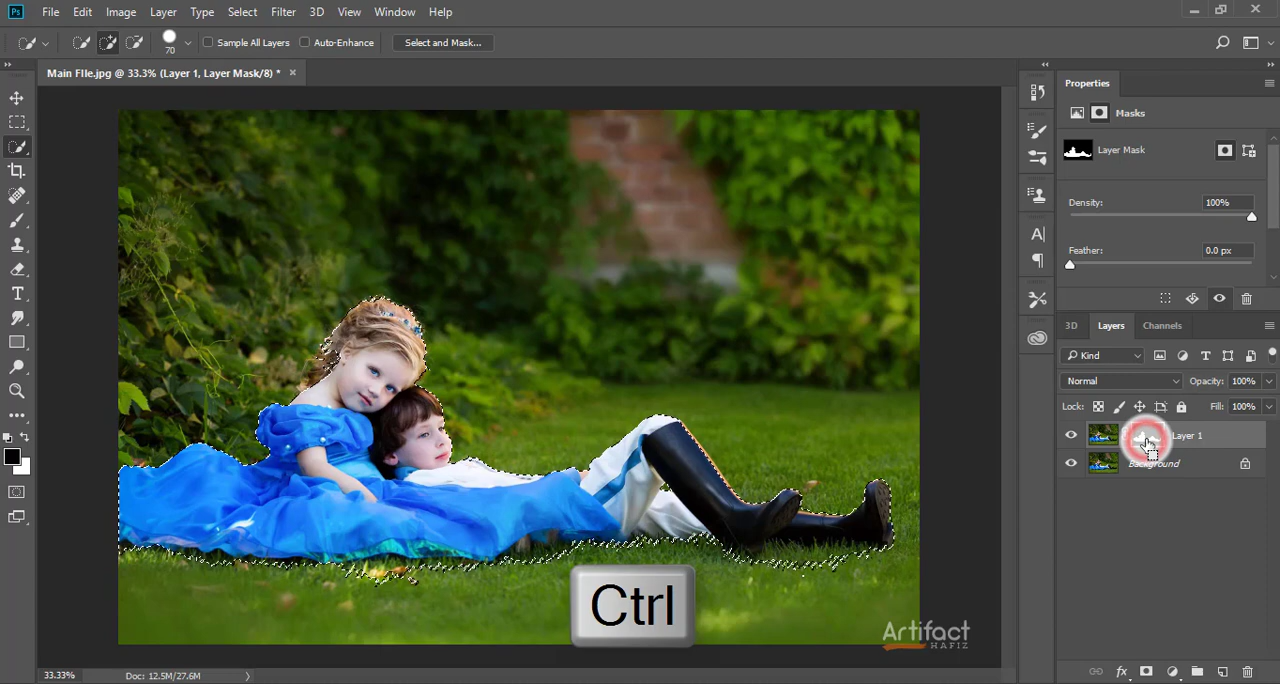 Ps File Edit Image Layer Type Select Filter 3D View Window Help
70 Sample All Layers Auto-Enhance Select and Mask...
Main FIle.jpg @ 33.3% (Layer 1, Layer Mask/8) * ×
Properties
Masks
Layer Mask
Density: 100%
Feather: 0.0 px
3D Layers Channels
Kind
Normal Opacity: 100%
Lock: Fill: 100%
Layer 1
Background
Ctrl
Artifact
HAFIZ
33.33% Doc: 12.5M/27.6M